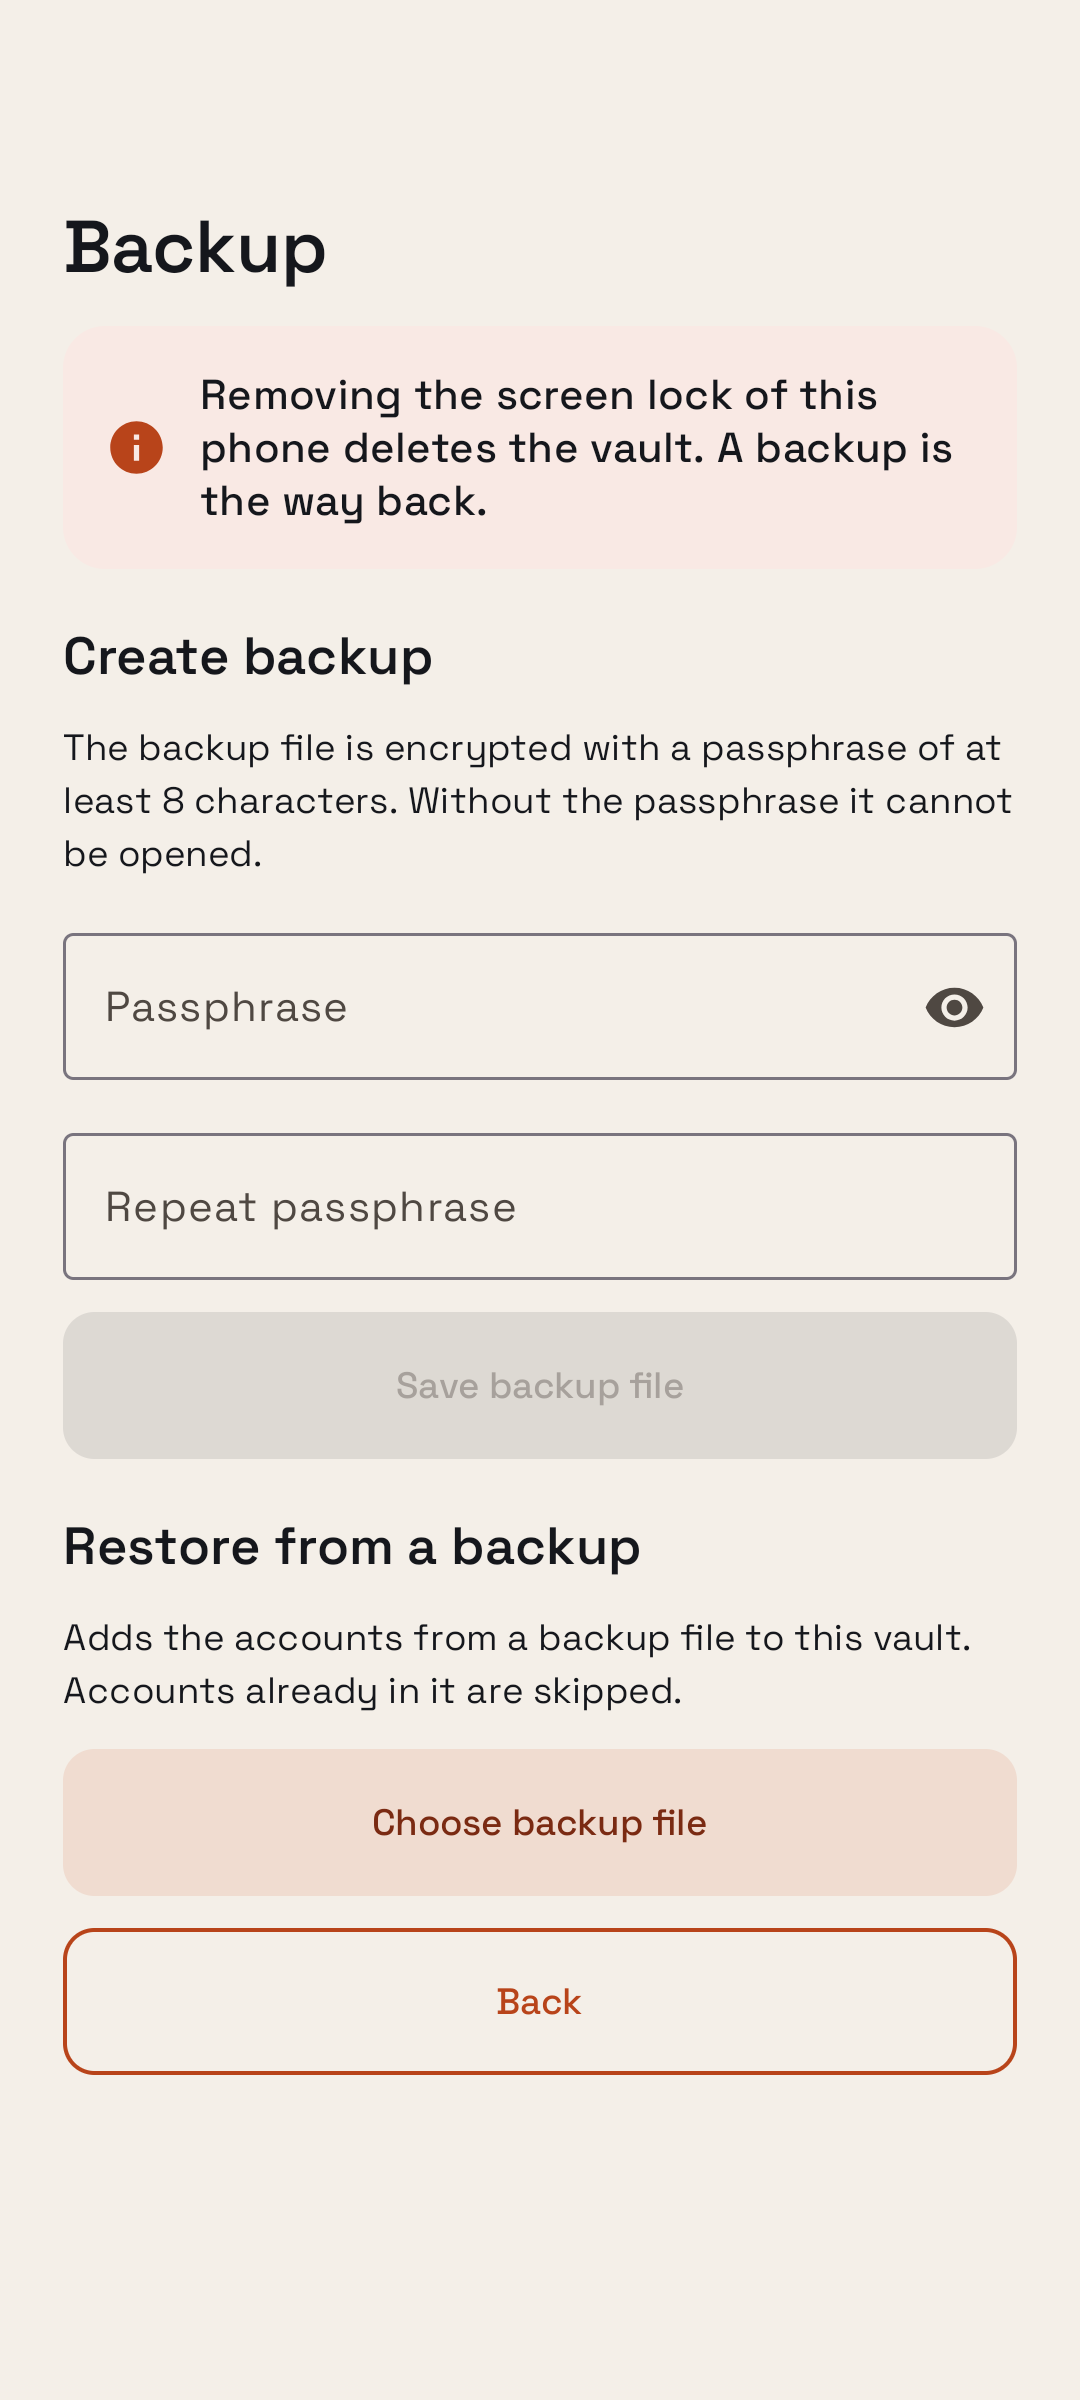 Backup
Removing the screen lock of this
phone deletes the vault. A backup is
the way back.
Create backup
The backup file is encrypted with a passphrase of at
least 8 characters. Without the passphrase it cannot
be opened.
Passphrase
Repeat passphrase
Save backup file
Restore from a backup
Adds the accounts from a backup file to this vault.
Accounts already in it are skipped.
Choose backup file
Back